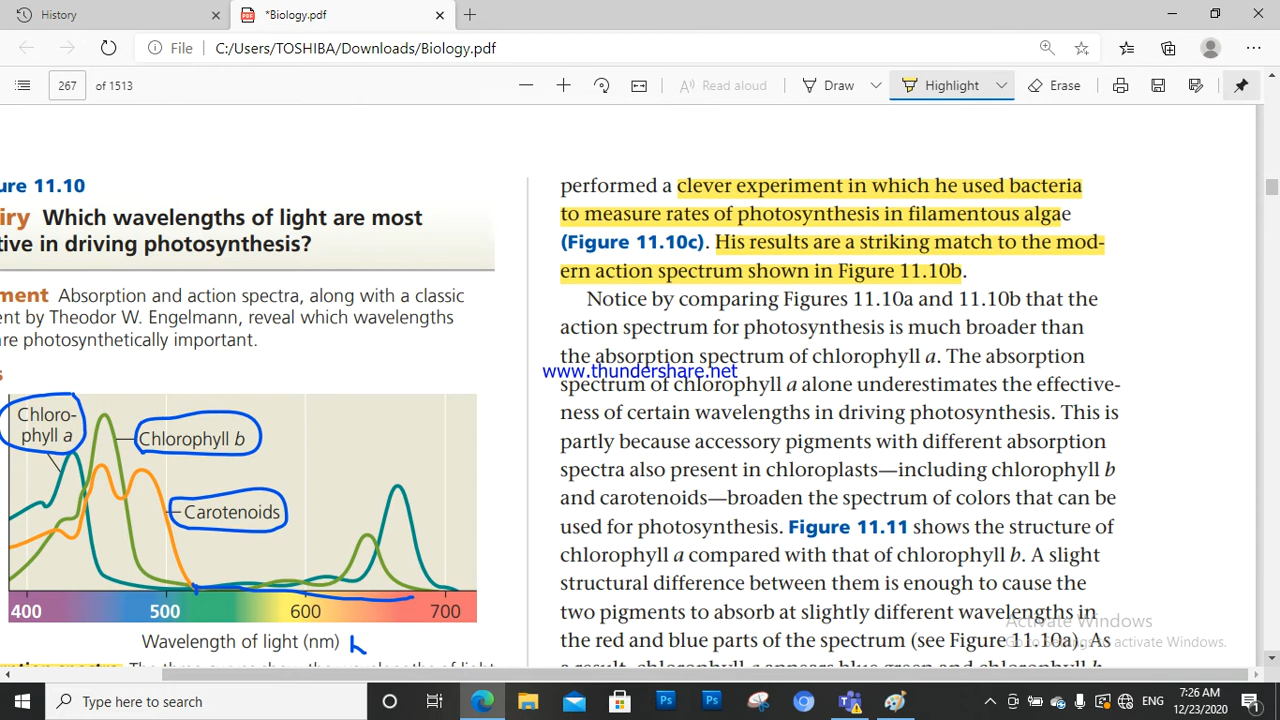 History
*Biology.pdf
File
C:/Users/TOSHIBA/Downloads/Biology.pdf
267 of 1513
Read aloud
Draw
Highlight
Erase
ure 11.10
iry Which wavelengths of light are most
tive in driving photosynthesis?
ment Absorption and action spectra, along with a classic
ent by Theodor W. Engelmann, reveal which wavelengths
are photosynthetically important.
s
Chloro-
phyll a
Chlorophyll b
Carotenoids
400 500 600 700
Wavelength of light (nm)
performed a clever experiment in which he used bacteria
to measure rates of photosynthesis in filamentous algae
(Figure 11.10c). His results are a striking match to the mod-
ern action spectrum shown in Figure 11.10b.
Notice by comparing Figures 11.10a and 11.10b that the
action spectrum for photosynthesis is much broader than
the absorption spectrum of chlorophyll a. The absorption
www.thundershare.net
spectrum of chlorophyll a alone underestimates the effective-
ness of certain wavelengths in driving photosynthesis. This is
partly because accessory pigments with different absorption
spectra also present in chloroplasts—including chlorophyll b
and carotenoids—broaden the spectrum of colors that can be
used for photosynthesis. Figure 11.11 shows the structure of
chlorophyll a compared with that of chlorophyll b. A slight
structural difference between them is enough to cause the
two pigments to absorb at slightly different wavelengths in
the red and blue parts of the spectrum (see Figure 11.10a). As
Activate Windows
Go to Settings to activate Windows.
Type here to search
ENG
7:26 AM
12/23/2020